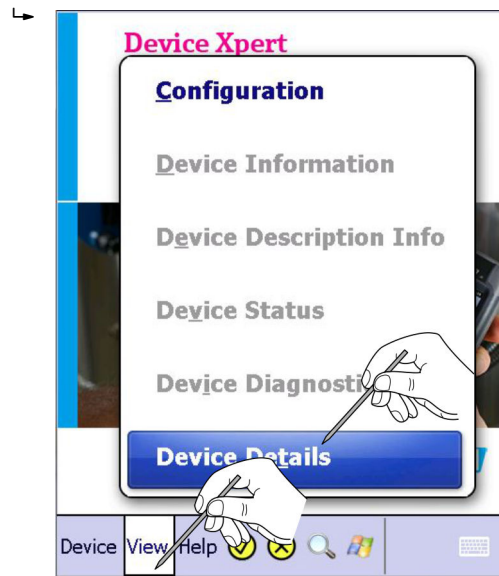 Device Xpert
Configuration
Device Information
Device Description Info
Device Status
Device Diagnosti
Device Details
Device View Help